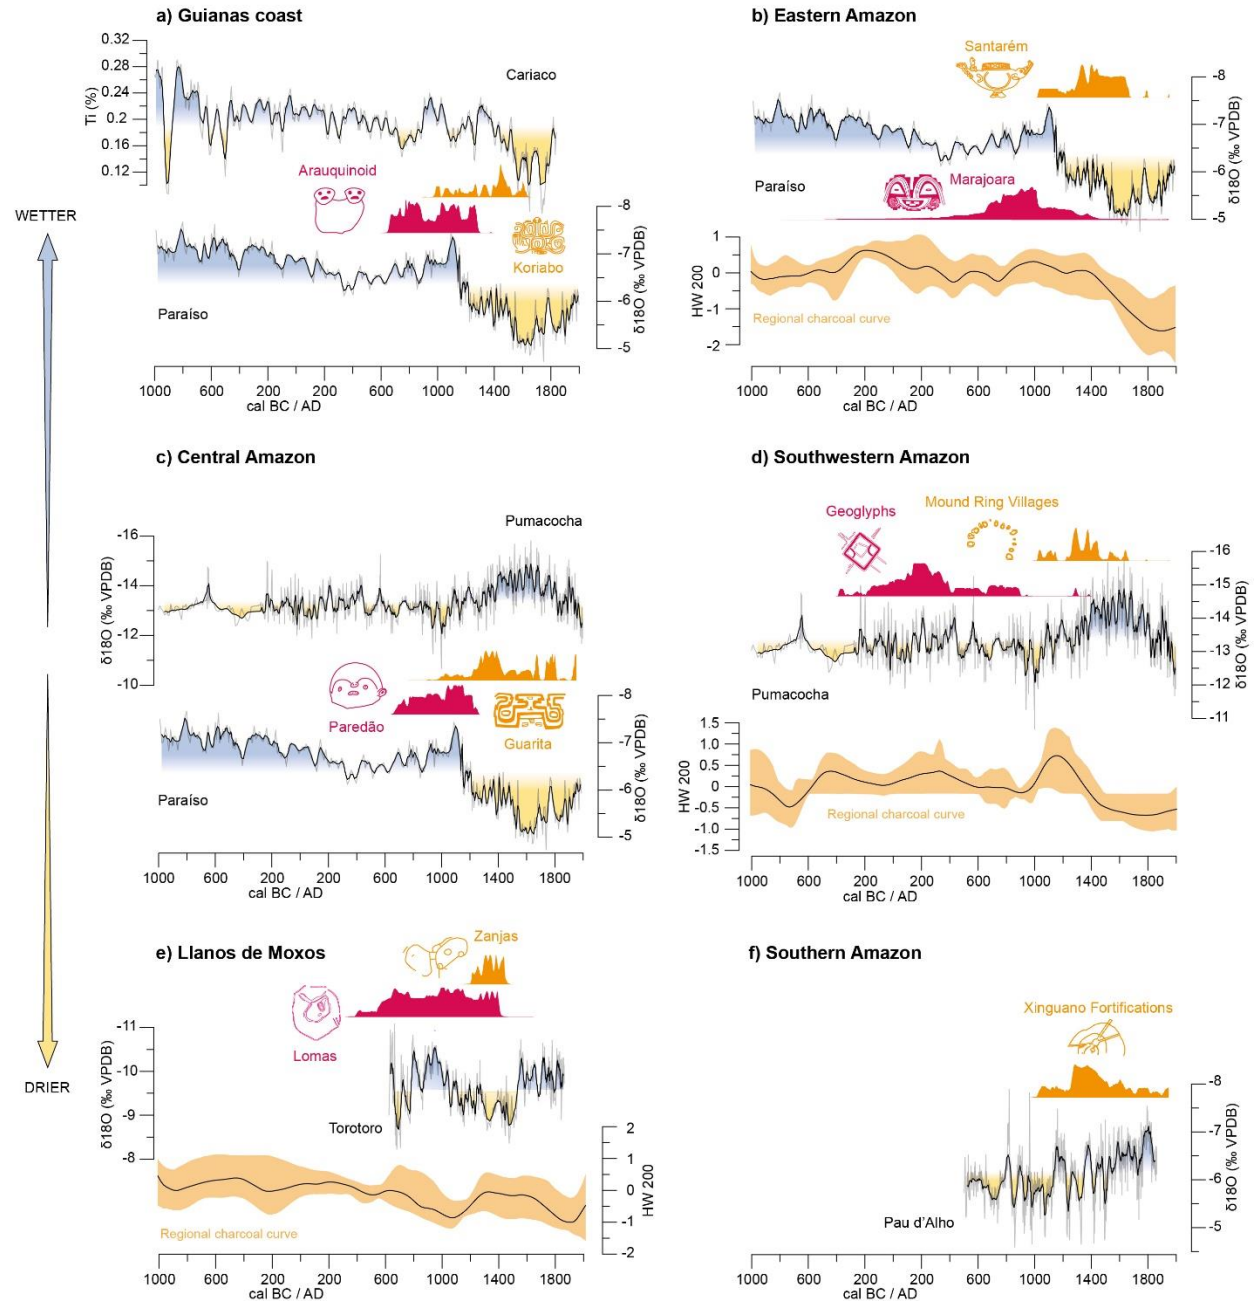 a) Guianas coast
0.32
0.28
0.24
0.2
0.16
0.12
Ti (%)
Cariaco
Arauquinoid
Koriabo
Paraíso
-8
-7
-6
-5
δ18O (‰ VPDB)
1000 600 200 200 600 1000 1400 1800
cal BC / AD
b) Eastern Amazon
Santarém
-8
-7
-6
-5
δ18O (‰ VPDB)
Paraíso
Marajoara
1
0
-1
-2
HW 200
Regional charcoal curve
1000 600 200 200 600 1000 1400 1800
cal BC / AD
WETTER
DRIER
c) Central Amazon
Pumacocha
-16
-14
-12
-10
δ18O (‰ VPDB)
Paredão
Guarita
Paraíso
-8
-7
-6
-5
δ18O (‰ VPDB)
1000 600 200 200 600 1000 1400 1800
cal BC / AD
d) Southwestern Amazon
Geoglyphs
Mound Ring Villages
-16
-15
-14
-13
-12
-11
δ18O (‰ VPDB)
Pumacocha
1.5
1.0
0.5
0
-0.5
-1.0
-1.5
HW 200
Regional charcoal curve
1000 600 200 200 600 1000 1400 1800
cal BC / AD
e) Llanos de Moxos
Zanjas
Lomas
-11
-10
-9
-8
δ18O (‰ VPDB)
Torotoro
2
1
0
-1
-2
HW 200
Regional charcoal curve
1000 600 200 200 600 1000 1400 1800
cal BC / AD
f) Southern Amazon
Xinguano Fortifications
-8
-7
-6
-5
δ18O (‰ VPDB)
Pau d'Alho
1000 600 200 200 600 1000 1400 1800
cal BC / AD